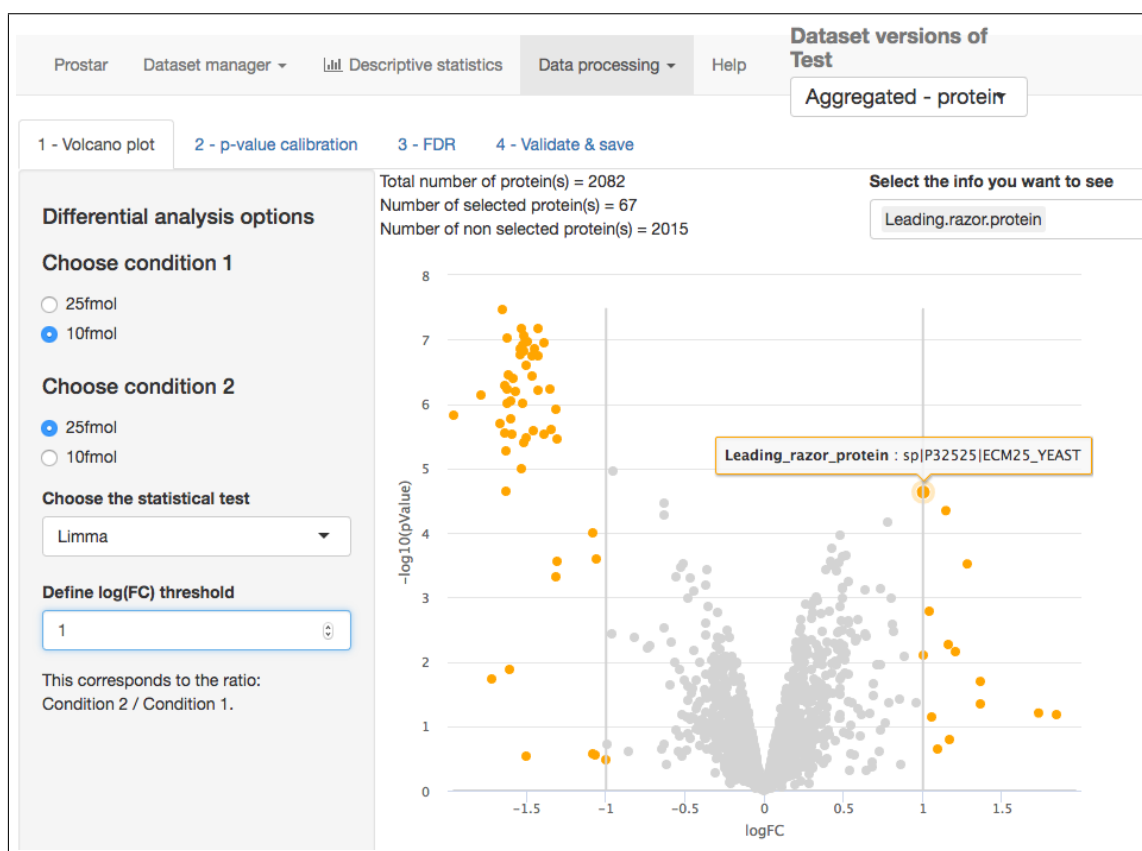 Prostar
Dataset manager
Descriptive statistics
Data processing
Help
Dataset versions of
Test
Aggregated - protein
1 - Volcano plot
2 - p-value calibration
3 - FDR
4 - Validate & save
Differential analysis options
Choose condition 1
25fmol
10fmol
Choose condition 2
25fmol
10fmol
Choose the statistical test
Limma
Define log(FC) threshold
1
This corresponds to the ratio:
Condition 2 / Condition 1.
Total number of protein(s) = 2082
Number of selected protein(s) = 67
Number of non selected protein(s) = 2015
Select the info you want to see
Leading.razor.protein
8
7
6
5
4
3
2
1
0
-log10(pValue)
Leading_razor_protein : sp|P32525|ECM25_YEAST
-1.5
-1
-0.5
0
0.5
1
1.5
logFC